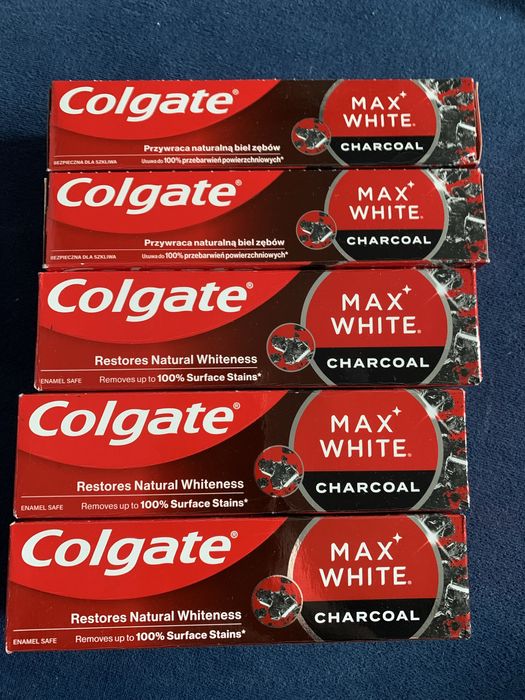 Colgate®
MAX
WHITE®
CHARCOAL
Przywraca naturalną biel zębów
BEZPIECZNA DLA SZKLIWA
Usuwa do 100% przebarwień powierzchniowych*
Colgate®
MAX
WHITE®
CHARCOAL
Przywraca naturalną biel zębów
BEZPIECZNA DLA SZKLIWA
Usuwa do 100% przebarwień powierzchniowych*
Colgate®
MAX
WHITE®
CHARCOAL
Restores Natural Whiteness
ENAMEL SAFE
Removes up to 100% Surface Stains*
Colgate®
MAX
WHITE®
CHARCOAL
Restores Natural Whiteness
ENAMEL SAFE
Removes up to 100% Surface Stains*
Colgate®
MAX
WHITE®
CHARCOAL
Restores Natural Whiteness
ENAMEL SAFE
Removes up to 100% Surface Stains*